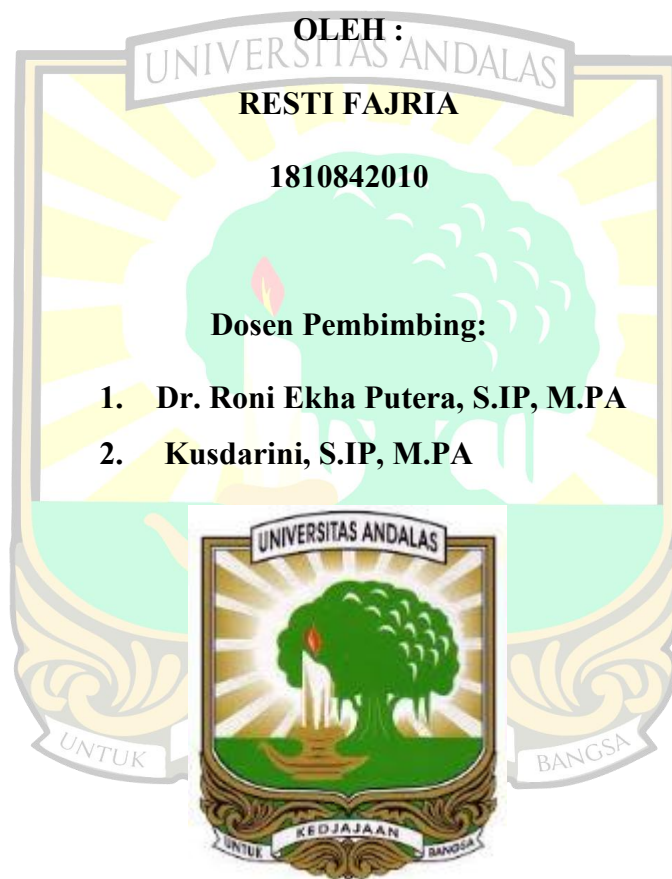 OLEH :
UNIVERSITAS ANDALAS
RESTI FAJRIA
1810842010
Dosen Pembimbing:
1. Dr. Roni Ekha Putera, S.IP, M.PA
2. Kusdarini, S.IP, M.PA
UNIVERSITAS ANDALAS
UNTUK
BANGSA
UNTUK KEDJAJAAN BANGSA